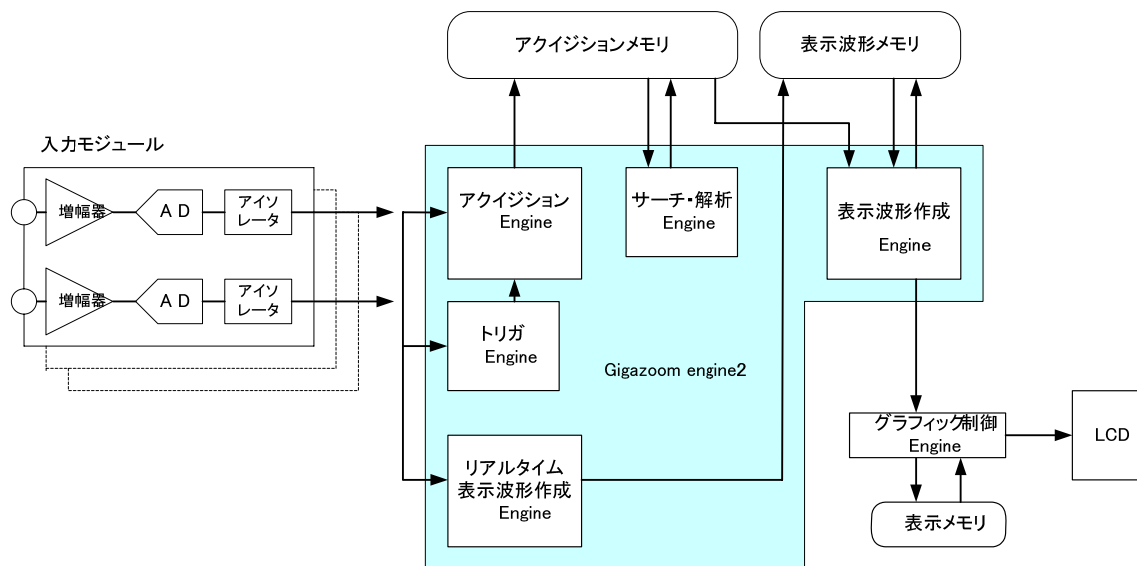 アクイジションメモリ
表示波形メモリ
入力モジュール
増幅器
A D
アイソ
レータ
増幅器
A D
アイソ
レータ
アクイジション
Engine
サーチ・解析
Engine
表示波形作成
Engine
トリガ
Engine
Gigazoom engine2
リアルタイム
表示波形作成
Engine
グラフィック制御
Engine
LCD
表示メモリ